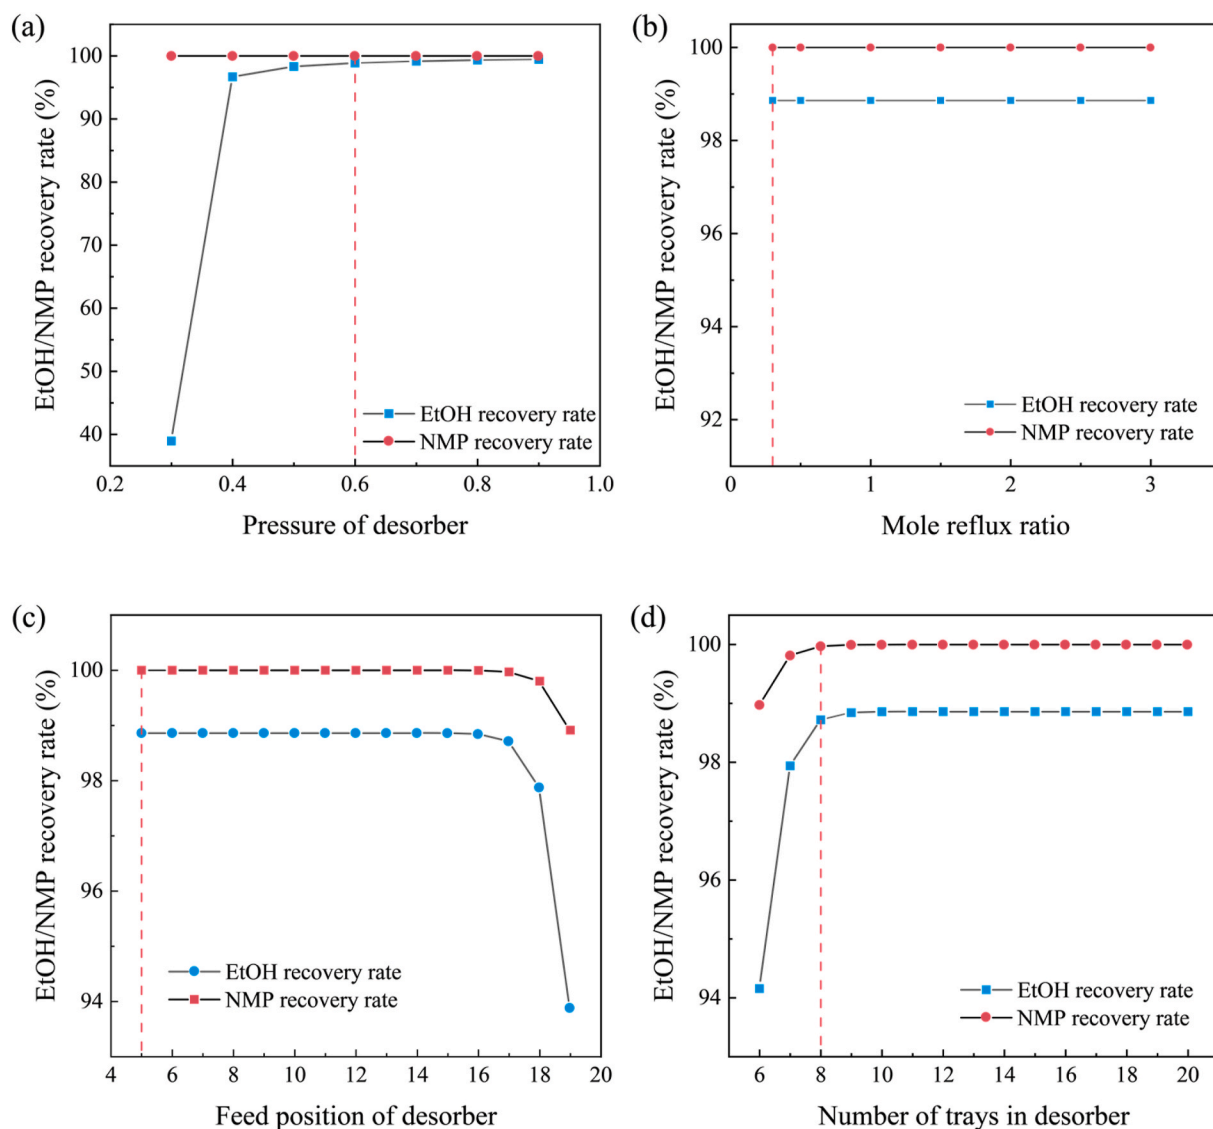 (a)
EtOH/NMP recovery rate (%)
100
90
80
70
60
50
40
EtOH recovery rate
NMP recovery rate
0.2 0.4 0.6 0.8 1.0
Pressure of desorber
(b)
EtOH/NMP recovery rate (%)
100
98
96
94
92
EtOH recovery rate
NMP recovery rate
0 1 2 3
Mole reflux ratio
(c)
EtOH/NMP recovery rate (%)
100
98
96
94
EtOH recovery rate
NMP recovery rate
4 6 8 10 12 14 16 18 20
Feed position of desorber
(d)
EtOH/NMP recovery rate (%)
100
98
96
94
EtOH recovery rate
NMP recovery rate
6 8 10 12 14 16 18 20
Number of trays in desorber